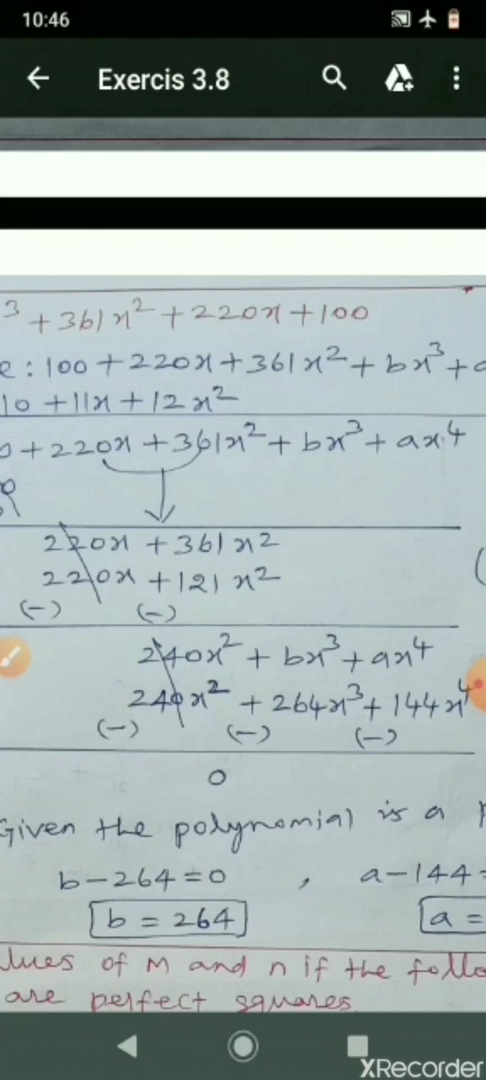 10:46
Exercis 3.8
3 + 361x² + 220x + 100
e : 100 + 220x + 361x² + bx³ + a
10 + 11x + 12x²
0 + 220x + 361x² + bx³ + ax⁴
220x + 361x²
220x + 121x²
(-) (-)
240x² + bx³ + ax⁴
240x² + 264x³ + 144x⁴
(-) (-) (-)
0
Given the polynomial is a p
b - 264 = 0 , a - 144 =
b = 264 a =
lues of m and n if the follo
are perfect squares.
XRecorder